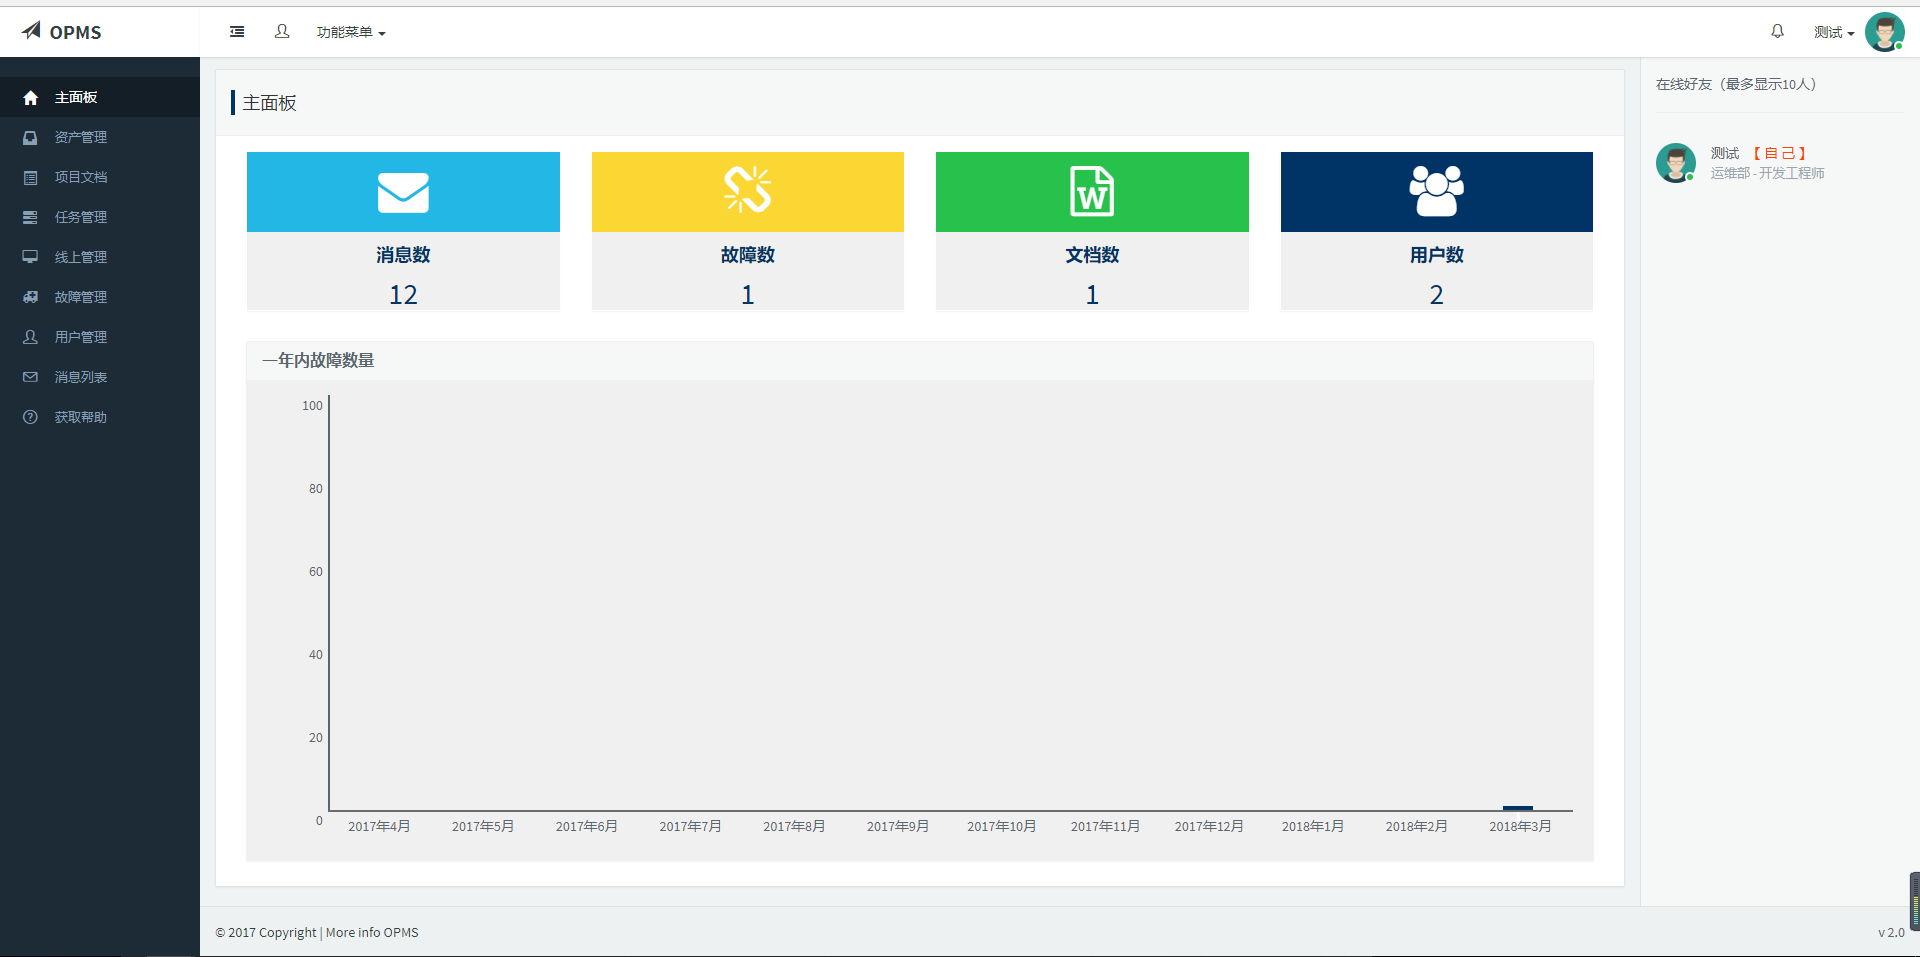 OPMS
功能菜单
测试
主面板
资产管理
项目文档
任务管理
线上管理
故障管理
用户管理
消息列表
获取帮助
主面板
消息数
12
故障数
1
文档数
1
用户数
2
一年内故障数量
100
80
60
40
20
0
2017年4月 2017年5月 2017年6月 2017年7月 2017年8月 2017年9月 2017年10月 2017年11月 2017年12月 2018年1月 2018年2月 2018年3月
在线好友（最多显示10人）
测试 【自己】
运维部 - 开发工程师
© 2017 Copyright | More info OPMS
v 2.0